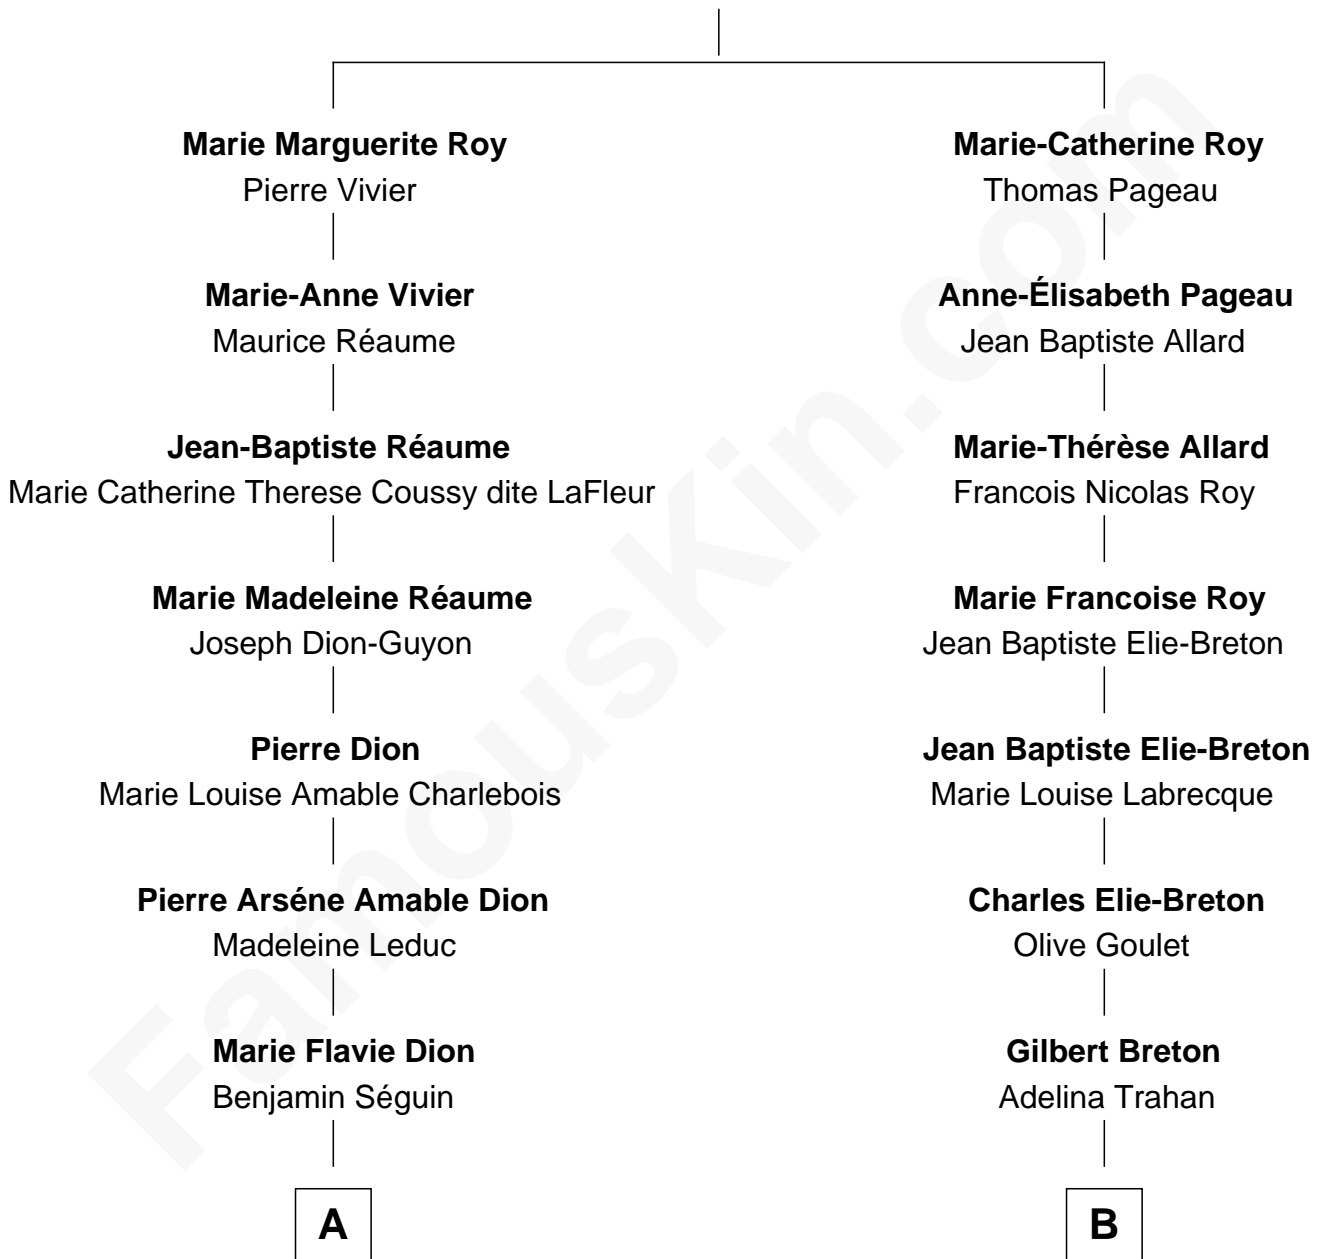 Marie Marguerite Roy
Pierre Vivier
Marie-Anne Vivier
Maurice Réaume
Jean-Baptiste Réaume
Marie Catherine Therese Coussy dite LaFleur
Marie Madeleine Réaume
Joseph Dion-Guyon
Pierre Dion
Marie Louise Amable Charlebois
Pierre Arséne Amable Dion
Madeleine Leduc
Marie Flavie Dion
Benjamin Séguin
A
Marie-Catherine Roy
Thomas Pageau
Anne-Élisabeth Pageau
Jean Baptiste Allard
Marie-Thérèse Allard
Francois Nicolas Roy
Marie Francoise Roy
Jean Baptiste Elie-Breton
Jean Baptiste Elie-Breton
Marie Louise Labrecque
Charles Elie-Breton
Olive Goulet
Gilbert Breton
Adelina Trahan
B
FamousKin.com